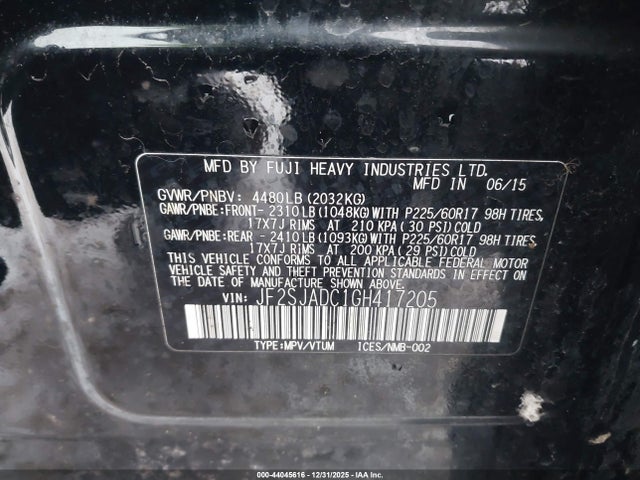 MFD BY FUJI HEAVY INDUSTRIES LTD.
MFD IN 06/15
GVWR/PNBV: 4480LB (2032KG)
GAWR/PNBE:FRONT- 2310LB (1048KG) WITH P225/60R17 98H TIRES,
17X7J RIMS AT 210 KPA (30 PSI) COLD
GAWR/PNBE:REAR - 2410LB (1093KG) WITH P225/60R17 98H TIRES,
17X7J RIMS AT 200 KPA (29 PSI) COLD
THIS VEHICLE CONFORMS TO ALL APPLICABLE FEDERAL MOTOR
VEHICLE SAFETY AND THEFT PREVENTION STANDARDS IN EFFECT ON
THE DATE OF MANUFACTURE SHOWN ABOVE.
VIN: JF2SJADC1GH417205
TYPE:MPV/VTUM ICES/NMB-002
000-44045616 - 12/31/2025 - IAA Inc.